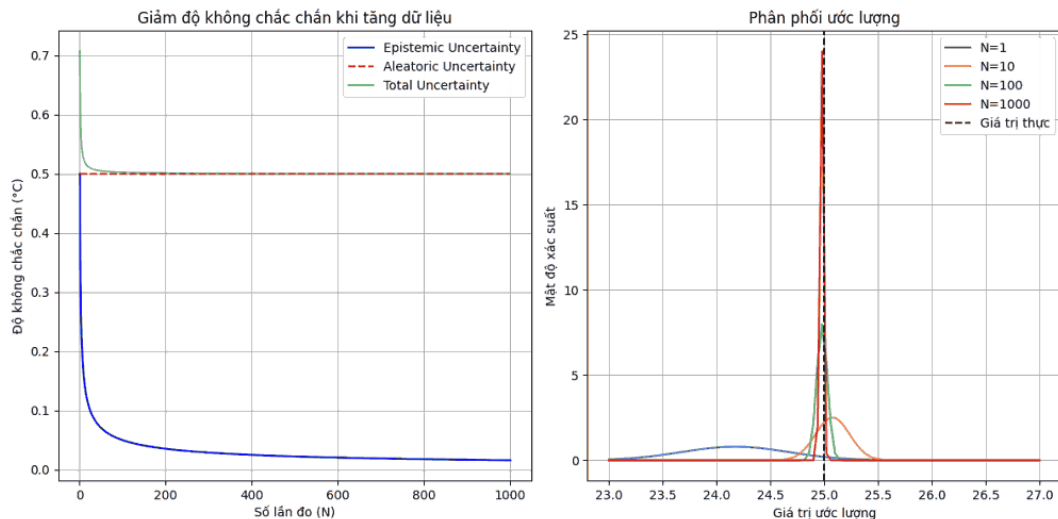 Giảm độ không chắc chắn khi tăng dữ liệu
0.7
0.6
0.5
0.4
0.3
0.2
0.1
0.0
Độ không chắc chắn (°C)
Epistemic Uncertainty
Aleatoric Uncertainty
Total Uncertainty
0 200 400 600 800 1000
Số lần đo (N)
Phân phối ước lượng
25
20
15
10
5
0
Mật độ xác suất
N=1
N=10
N=100
N=1000
Giá trị thực
23.0 23.5 24.0 24.5 25.0 25.5 26.0 26.5 27.0
Giá trị ước lượng